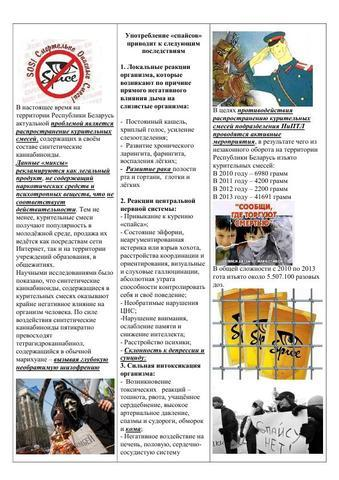 SOS! Смертельно Опасные Смеси!
Spice
В настоящее время на
территории Республики Беларусь
актуальной проблемой является
распространение курительных
смесей, содержащих в своём
составе синтетические
каннабиноиды.
Данные «миксы»
рекламируются как легальный
продукт, не содержащий
наркотических средств и
психотропных веществ, что не
соответствует
действительности. Тем не
менее, курительные смеси
получают популярность в
молодёжной среде, продажа их
ведётся как посредством сети
Интернет, так и на территории
учреждений образования, в
общежитиях.
Научными исследованиями было
показано, что синтетические
каннабиноиды, содержащиеся в
курительных смесях оказывают
крайне негативное влияние на
организм человека. По силе
воздействия синтетические
каннабиноиды пятикратно
превосходят
тетрагидроканнабинол,
содержащийся в обычной
марихуане – вызывая глубокую
необратимую шизофрению
Употребление «спайсов»
приводит к следующим
последствиям
1. Локальные реакции
организма, которые
возникают по причине
прямого негативного
влияния дыма на
слизистые организма:
- Постоянный кашель,
хриплый голос, усиление
слезоотделения;
- Развитие хронического
ларингита, фарингита,
воспаления лёгких;
- Развитие рака полости
рта и гортани, глотки и
лёгких
2. Реакции центральной
нервной системы:
- Привыкание к курению
«спайса»;
- Состояние эйфории,
неаргументированная
истерика или взрыв хохота,
расстройства координации и
ориентирования, визуальные
и слуховые галлюцинации,
абсолютная утрата
способности контролировать
себя и своё поведение;
- Необратимые нарушения
ЦНС;
-Нарушение внимания,
ослабление памяти и
снижение интеллекта;
- Расстройство психики;
- Склонность к депрессии и
суициду;
3. Сильная интоксикация
организма:
- Возникновение
токсических реакций –
тошнота, рвота, учащённое
сердцебиение, высокое
артериальное давление,
спазмы и судороги, обморок
и кома;
- Негативное воздействие на
печень, половую, сердечно-
сосудистую систему
В целях противодействия
распространению курительных
смесей подразделения НиПТЛ
проводятся активные
мероприятия, в результате чего из
незаконного оборота на территории
Республики Беларусь изъято
курительных смесей:
В 2010 году – 6980 грамм
В 2011 году – 4200 грамм
В 2012 году – 2200 грамм
В 2013 году – 41691 грамм
"СООБЩИ,
ГДЕ ТОРГУЮТ
СМЕРТЬЮ"
В общей сложности с 2010 по 2013
гота изъято около 5.507.100 разовых
доз.
Spice
СПАЙСУ
НЕТ!